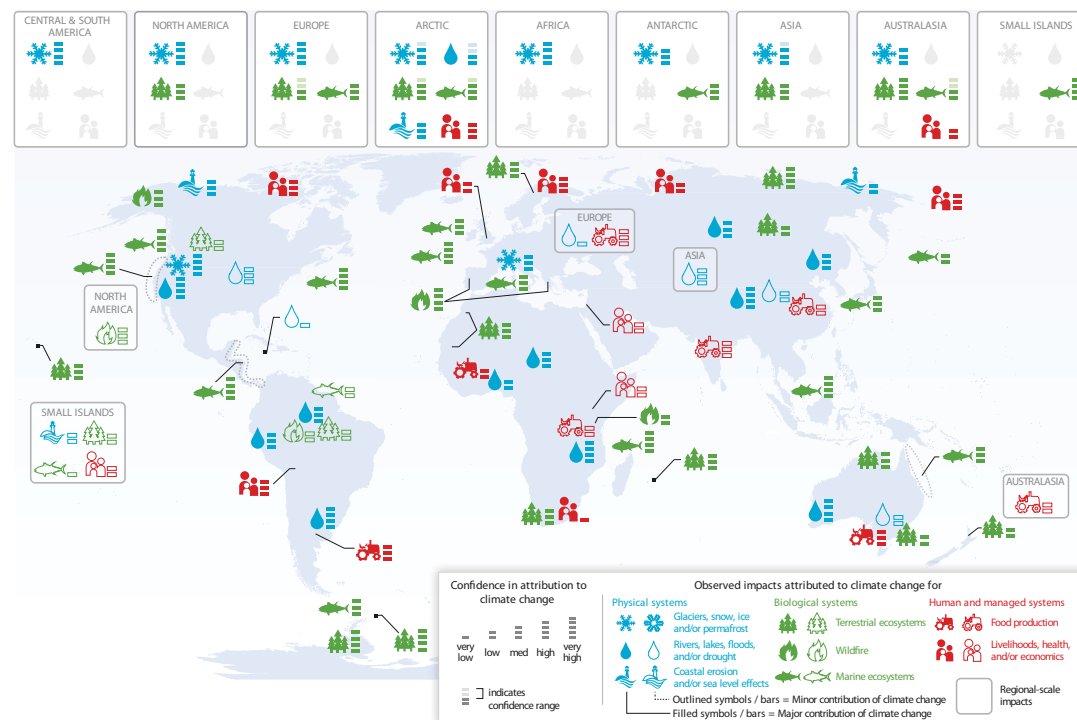 CENTRAL & SOUTH
AMERICA
NORTH AMERICA
EUROPE
ARCTIC
AFRICA
ANTARCTIC
ASIA
AUSTRALASIA
SMALL ISLANDS
EUROPE
ASIA
NORTH
AMERICA
SMALL ISLANDS
AUSTRALASIA
Confidence in attribution to
climate change
very
low
low
med
high
very
high
indicates
confidence range
Observed impacts attributed to climate change for
Physical systems
Glaciers, snow, ice
and/or permafrost
Rivers, lakes, floods,
and/or drought
Coastal erosion
and/or sea level effects
Biological systems
Terrestrial ecosystems
Wildfire
Marine ecosystems
Human and managed systems
Food production
Livelihoods, health,
and/or economics
Outlined symbols / bars = Minor contribution of climate change
Filled symbols / bars = Major contribution of climate change
Regional-scale
impacts